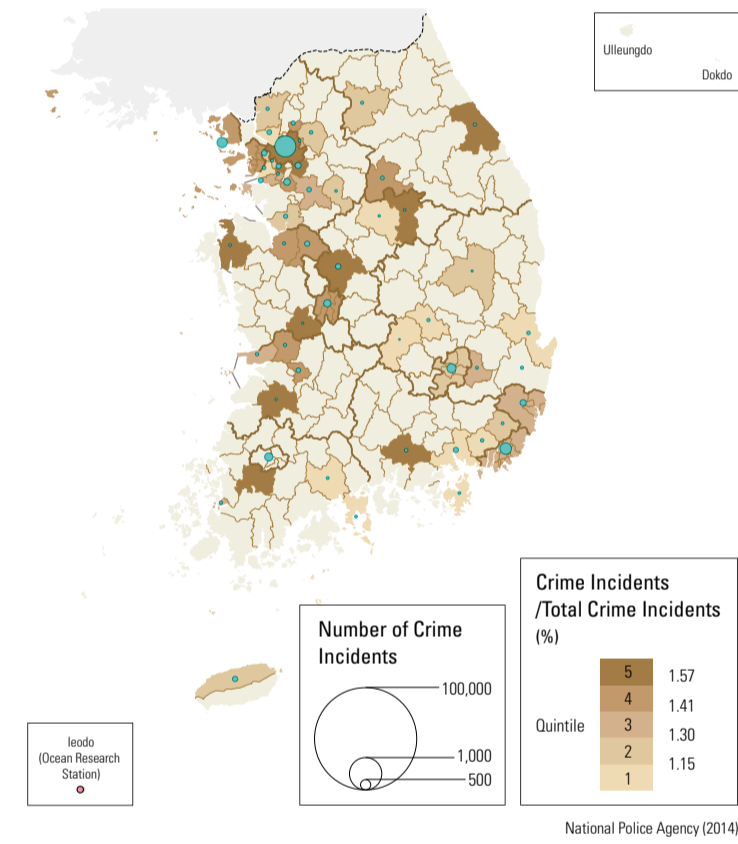 Ulleungdo
Dokdo
Crime Incidents
/Total Crime Incidents
(%)
Number of Crime
Incidents
100,000
1,000
500
Quintile
5
4
3
2
1
1.57
1.41
1.30
1.15
Ieodo
(Ocean Research
Station)
National Police Agency (2014)